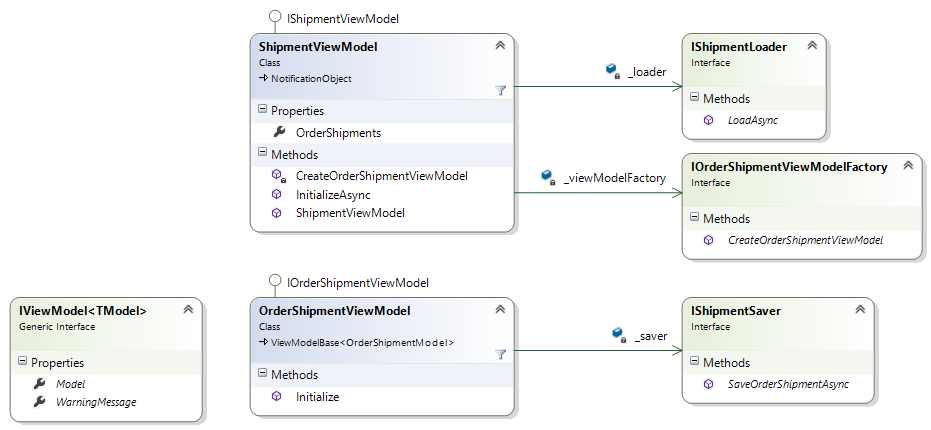 IShipmentViewModel
ShipmentViewModel
Class
NotificationObject
Properties
OrderShipments
Methods
CreateOrderShipmentViewModel
InitializeAsync
ShipmentViewModel
_loader
IShipmentLoader
Interface
Methods
LoadAsync
_viewModelFactory
IOrderShipmentViewModelFactory
Interface
Methods
CreateOrderShipmentViewModel
IViewModel<TModel>
Generic Interface
Properties
Model
WarningMessage
IOrderShipmentViewModel
OrderShipmentViewModel
Class
ViewModelBase<OrderShipmentModel>
Methods
Initialize
_saver
IShipmentSaver
Interface
Methods
SaveOrderShipmentAsync